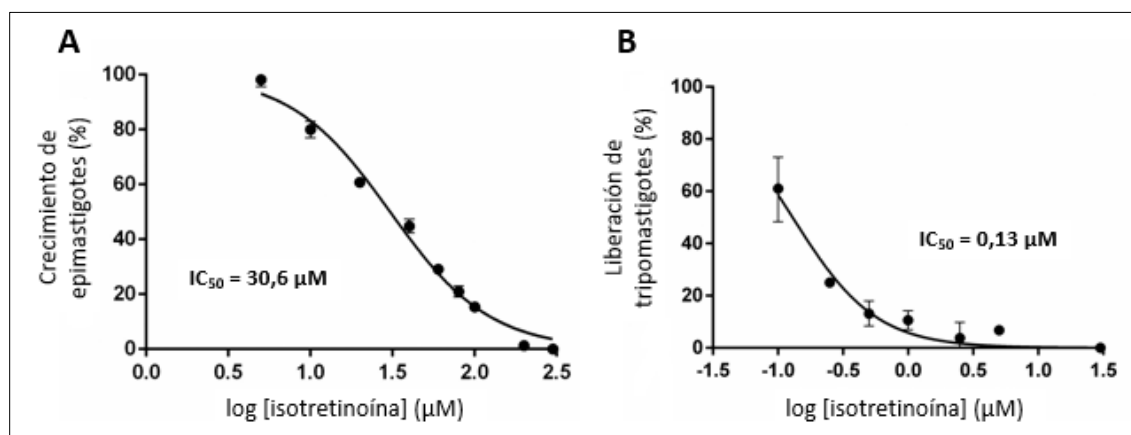 A
Crecimiento de
epimastigotes (%)
100
80
60
40
20
0
IC50 = 30,6 μM
0.0 0.5 1.0 1.5 2.0 2.5
log [isotretinoína] (μM)
B
Liberación de
tripomastigotes (%)
100
80
60
40
20
0
IC50 = 0,13 μM
-1.5 -1.0 -0.5 0.0 0.5 1.0 1.5
log [isotretinoína] (μM)